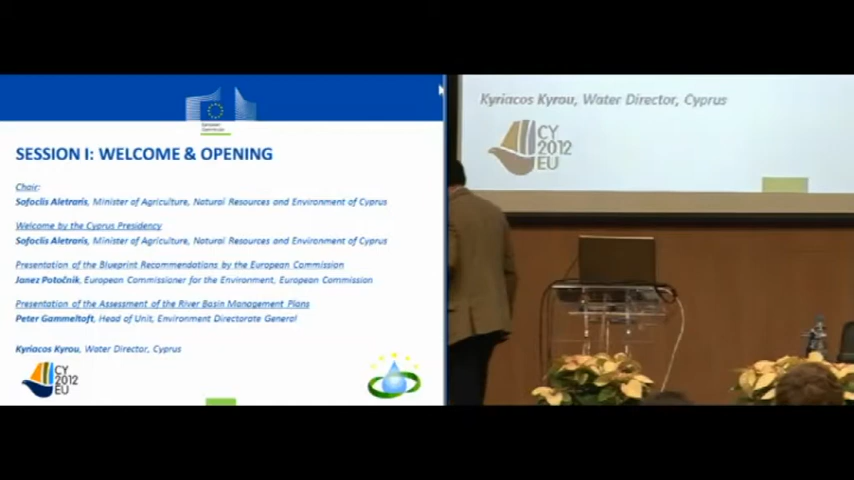 European
Commission
SESSION I: WELCOME & OPENING
Chair:
Sofoclis Aletraris, Minister of Agriculture, Natural Resources and Environment of Cyprus
Welcome by the Cyprus Presidency
Sofoclis Aletraris, Minister of Agriculture, Natural Resources and Environment of Cyprus
Presentation of the Blueprint Recommendations by the European Commission
Janez Potočnik, European Commissioner for the Environment, European Commission
Presentation of the Assessment of the River Basin Management Plans
Peter Gammeltoft, Head of Unit, Environment Directorate General
Kyriacos Kyrou, Water Director, Cyprus
CY
2012
EU
Kyriacos Kyrou, Water Director, Cyprus
CY
2012
EU